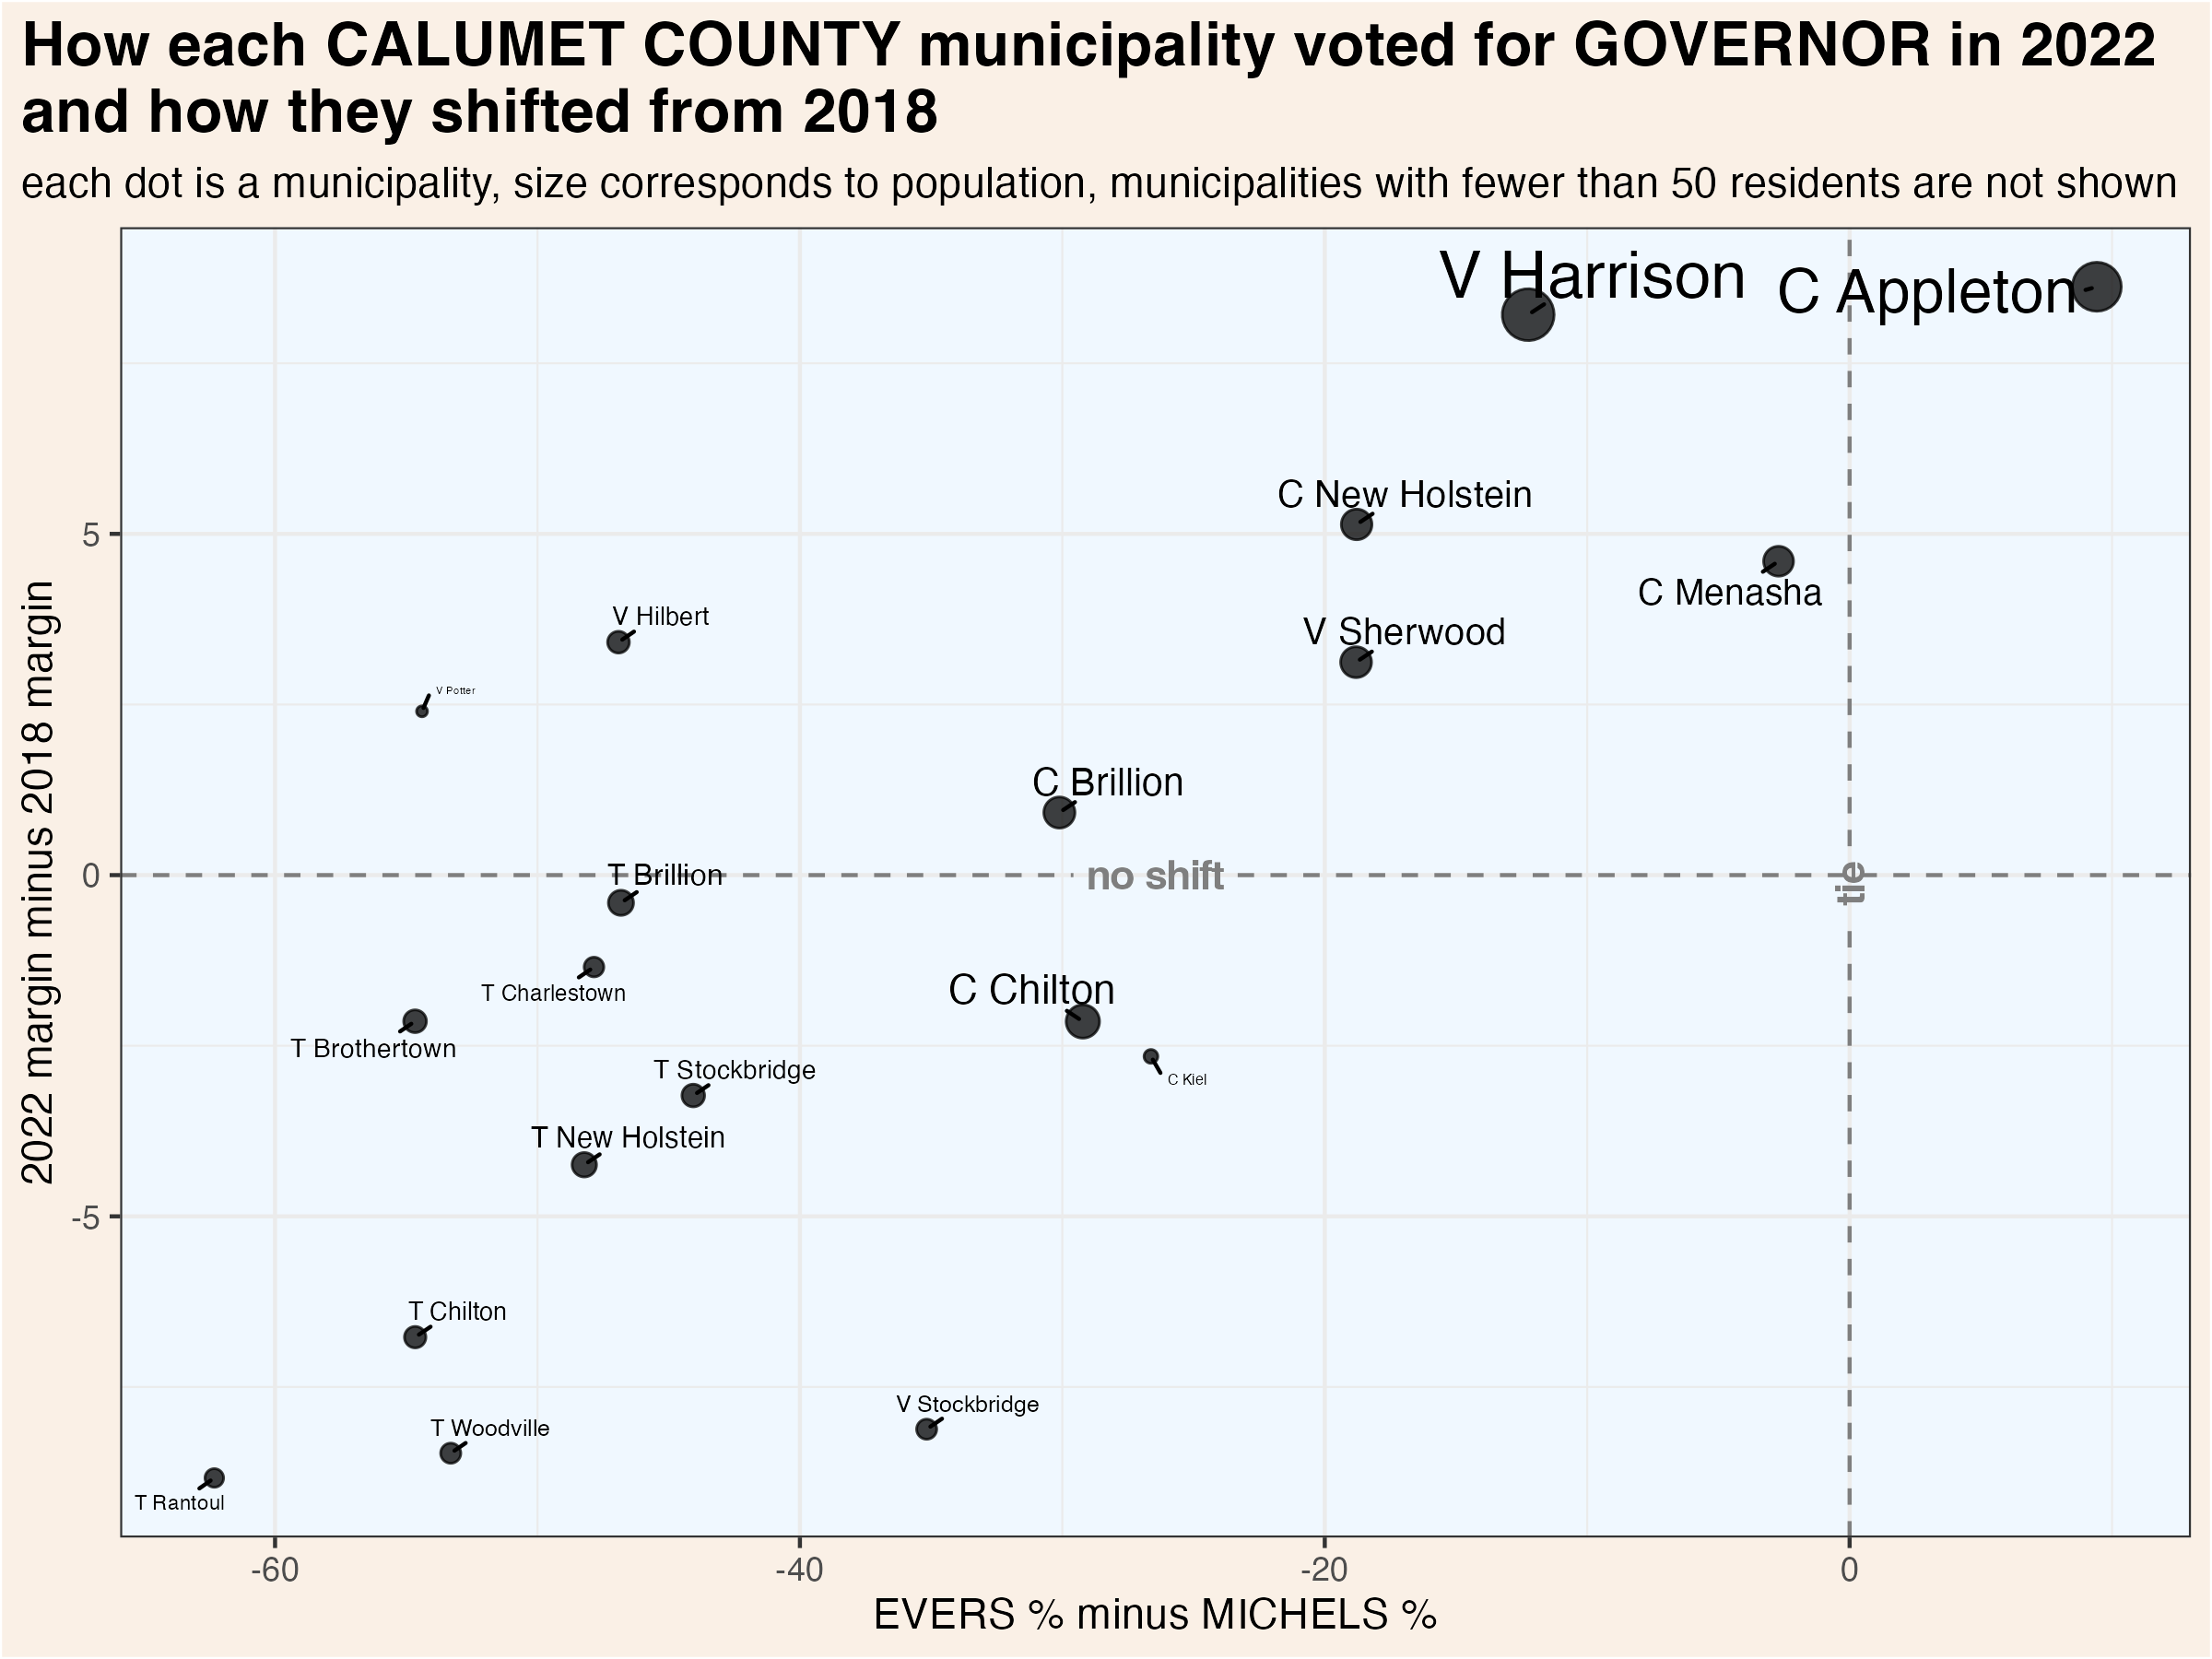 How each CALUMET COUNTY municipality voted for GOVERNOR in 2022
and how they shifted from 2018
each dot is a municipality, size corresponds to population, municipalities with fewer than 50 residents are not shown
V Harrison
C Appleton
C New Holstein
5
C Menasha
V Hilbert
V Sherwood
V Potter
C Brillion
T Brillion
0
no shift
tie
T Charlestown
C Chilton
T Brothertown
T Stockbridge
C Kiel
T New Holstein
-5
T Chilton
V Stockbridge
T Woodville
T Rantoul
2022 margin minus 2018 margin
-60
-40
-20
0
EVERS % minus MICHELS %